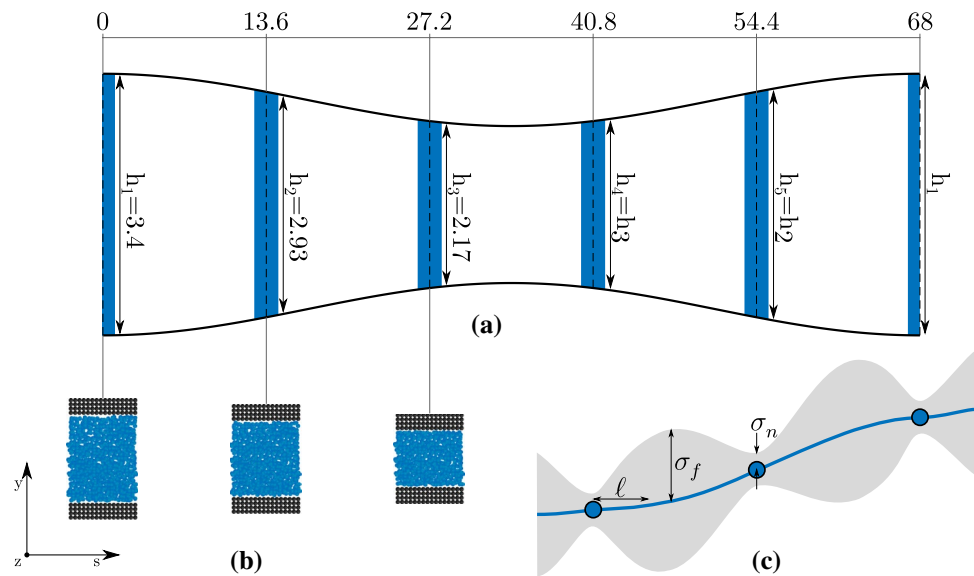 0 13.6 27.2 40.8 54.4 68
h₁=3.4
h₂=2.93
h₃=2.17
h₄=h3
h₅=h2
h₁
(a)
σₙ
σ_f
ℓ
y
z
s
(b)
(c)